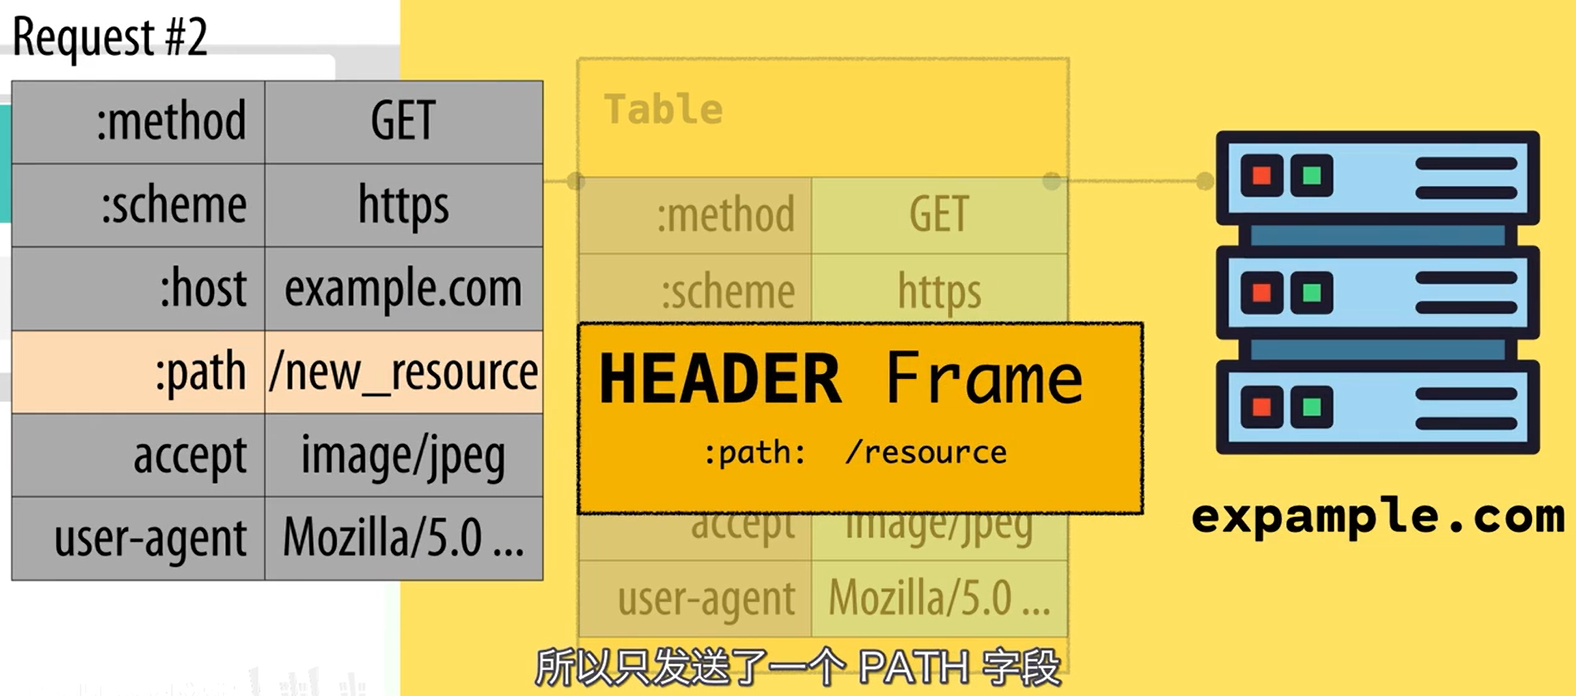 Request #2
:method GET
:scheme https
:host example.com
:path /new_resource
accept image/jpeg
user-agent Mozilla/5.0 ...
Table
:method GET
:scheme https
HEADER Frame
:path: /resource
accept image/jpeg
user-agent Mozilla/5.0 ...
expample.com
所以只发送了一个 PATH 字段